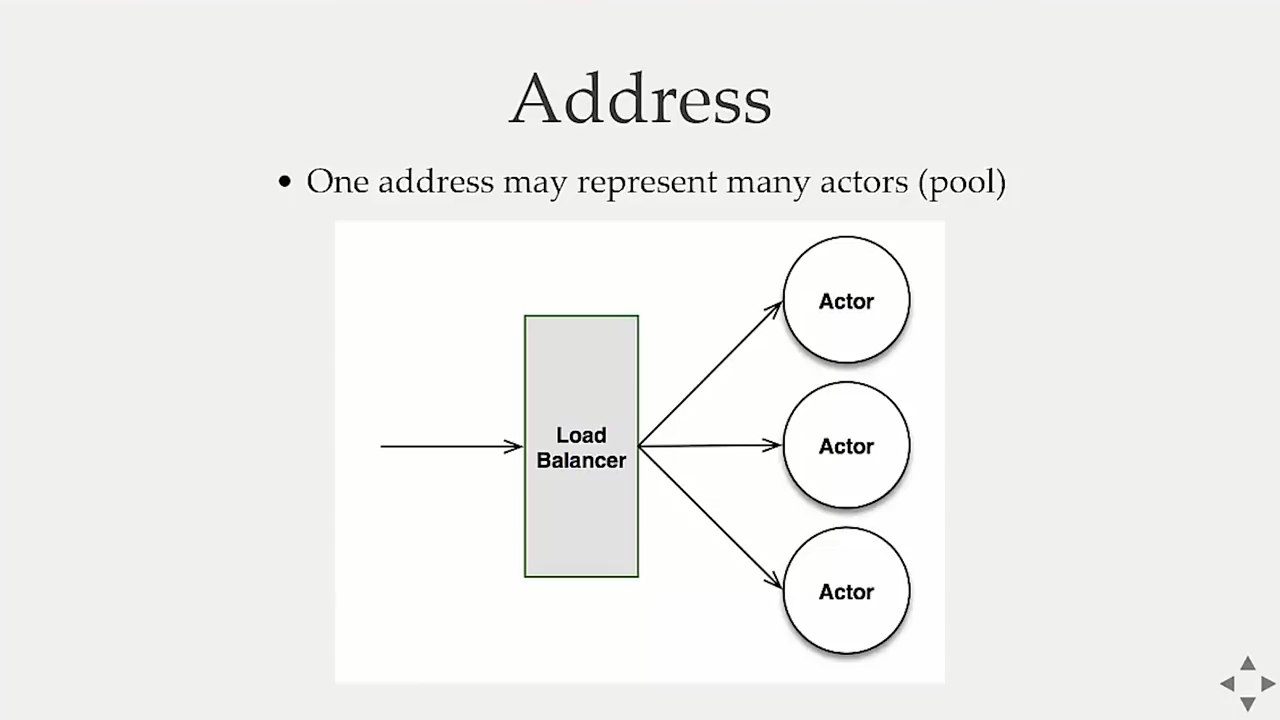 Address
• One address may represent many actors (pool)
Actor
Load
Balancer
Actor
Actor